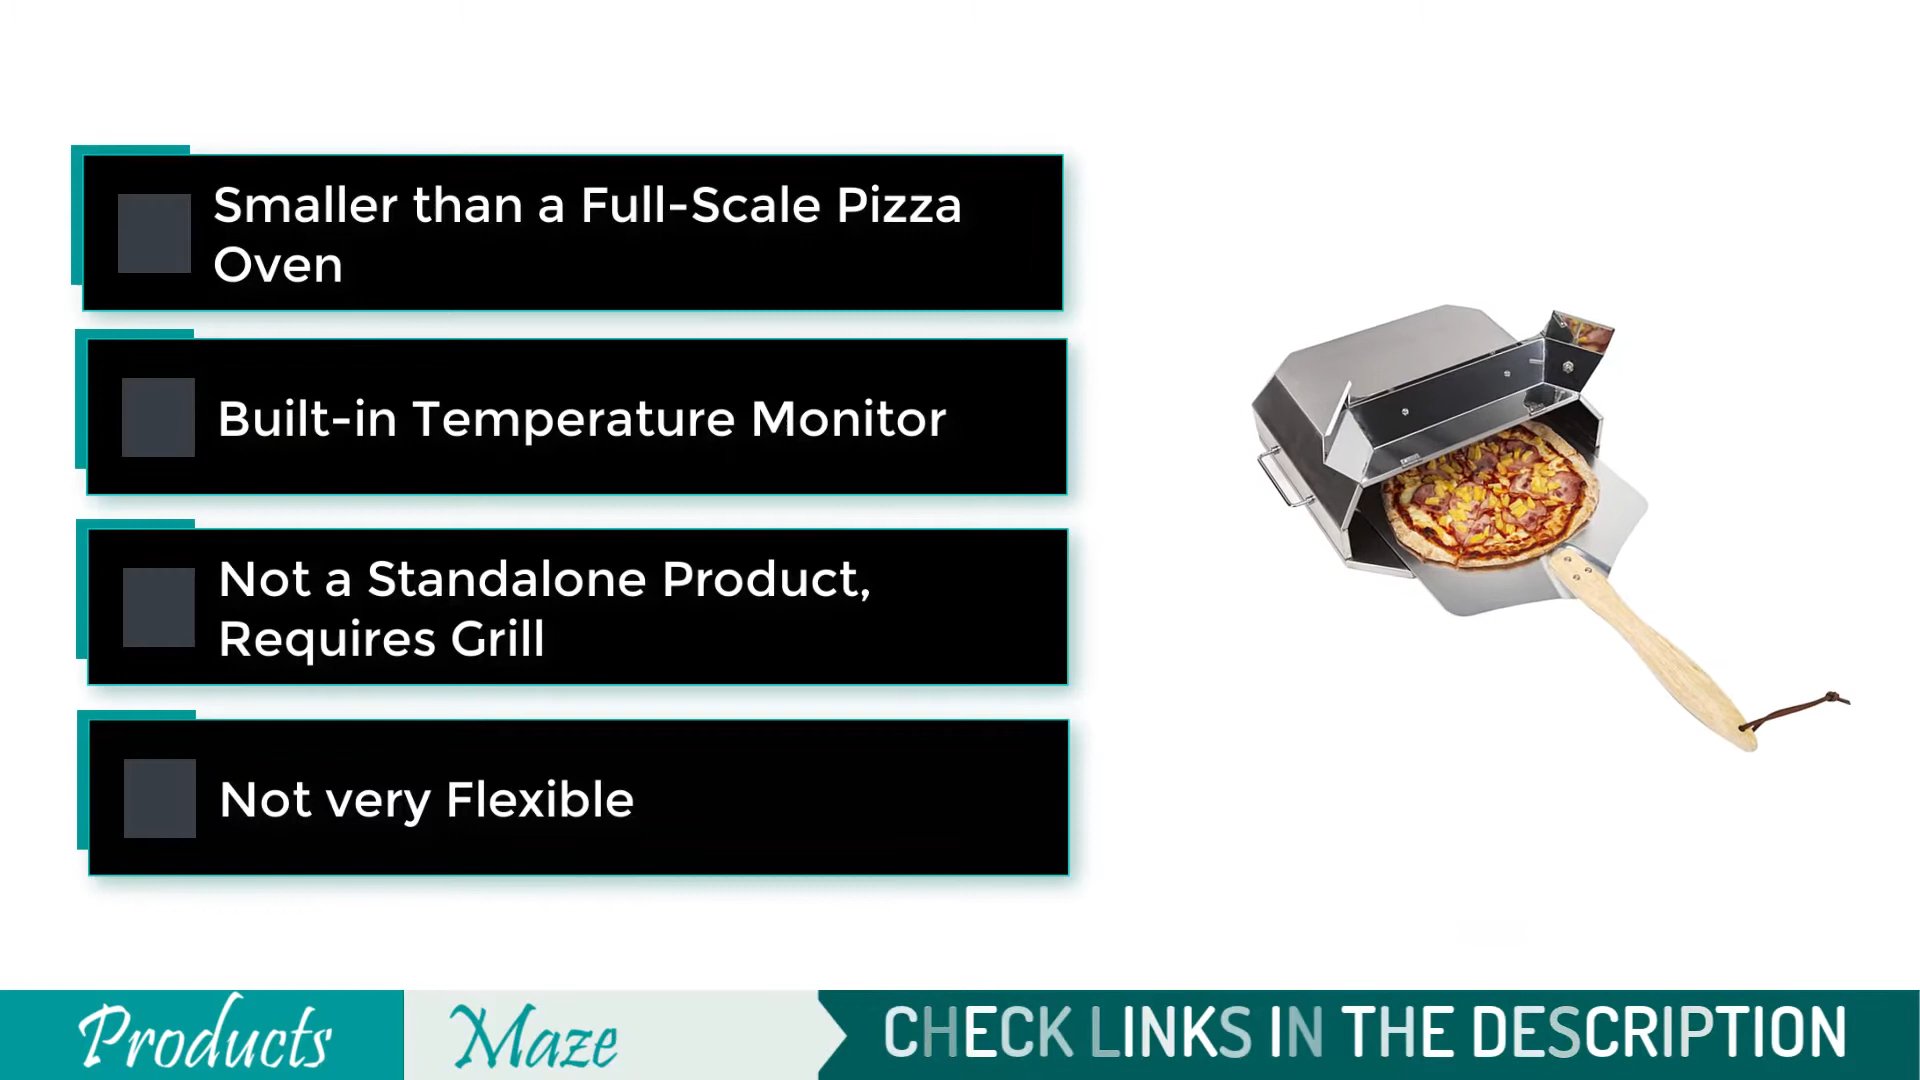 Smaller than a Full-Scale Pizza
Oven
Built-in Temperature Monitor
Not a Standalone Product,
Requires Grill
Not very Flexible
Products Maze CHECK LINKS IN THE DESCRIPTION